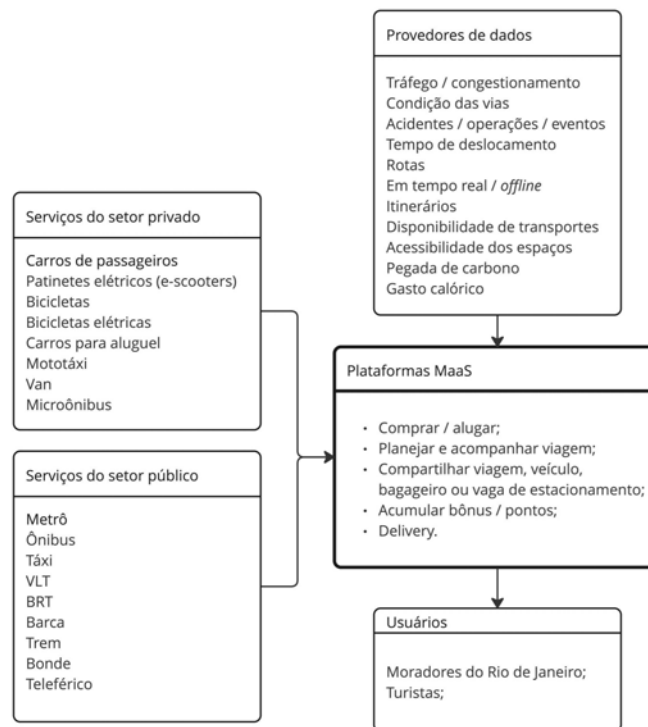 Provedores de dados
Tráfego / congestionamento
Condição das vias
Acidentes / operações / eventos
Tempo de deslocamento
Rotas
Em tempo real / offline
Itinerários
Disponibilidade de transportes
Acessibilidade dos espaços
Pegada de carbono
Gasto calórico
Serviços do setor privado
Carros de passageiros
Patinetes elétricos (e-scooters)
Bicicletas
Bicicletas elétricas
Carros para aluguel
Mototáxi
Van
Microônibus
Serviços do setor público
Metrô
Ônibus
Táxi
VLT
BRT
Barca
Trem
Bonde
Teleférico
Plataformas MaaS
• Comprar / alugar;
• Planejar e acompanhar viagem;
• Compartilhar viagem, veículo,
bagageiro ou vaga de estacionamento;
• Acumular bônus / pontos;
• Delivery.
Usuários
Moradores do Rio de Janeiro;
Turistas;